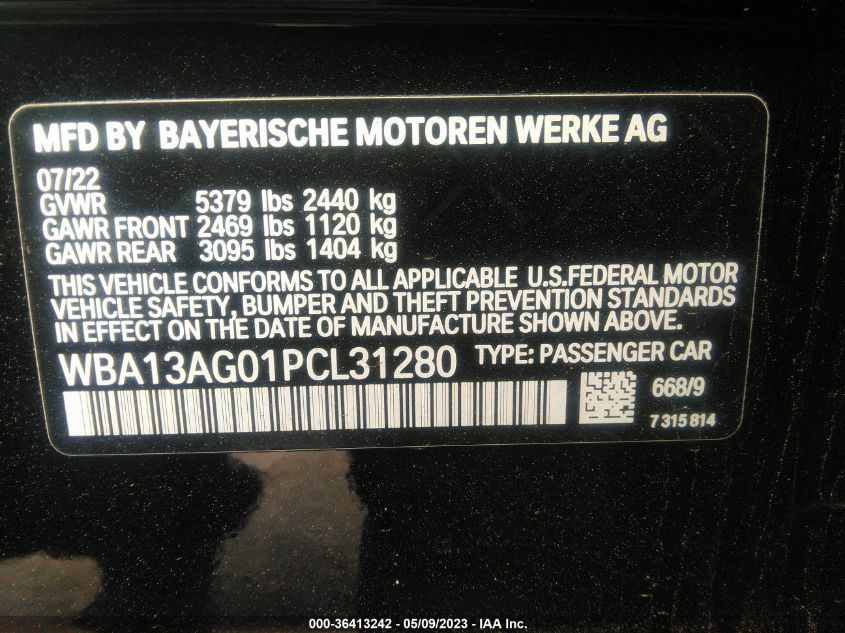 MFD BY BAYERISCHE MOTOREN WERKE AG
07/22
GVWR 5379 lbs 2440 kg
GAWR FRONT 2469 lbs 1120 kg
GAWR REAR 3095 lbs 1404 kg
THIS VEHICLE CONFORMS TO ALL APPLICABLE U.S.FEDERAL MOTOR
VEHICLE SAFETY, BUMPER AND THEFT PREVENTION STANDARDS
IN EFFECT ON THE DATE OF MANUFACTURE SHOWN ABOVE.
WBA13AG01PCL31280 TYPE: PASSENGER CAR
668/9
7 315 814
000-36413242 - 05/09/2023 - IAA Inc.